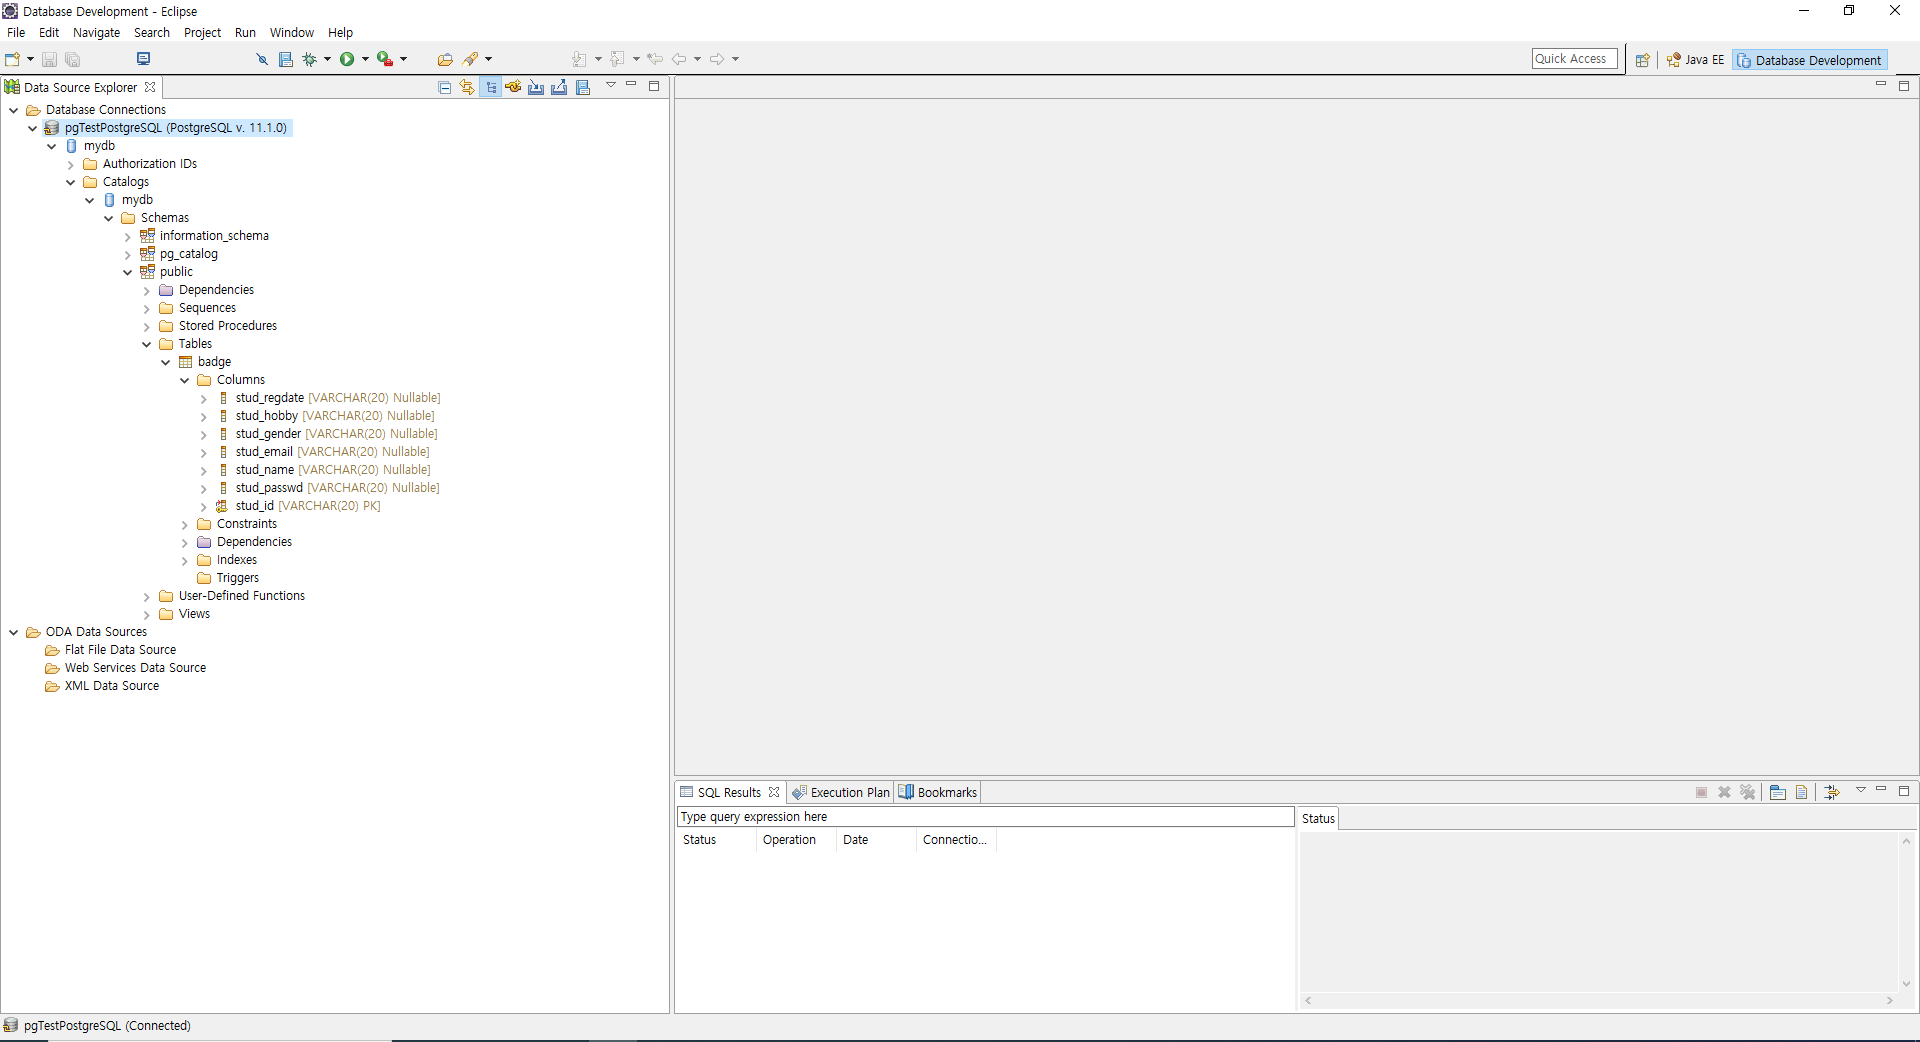 Database Development - Eclipse
File Edit Navigate Search Project Run Window Help
Quick Access Java EE Database Development
Data Source Explorer
Database Connections
pgTestPostgreSQL (PostgreSQL v. 11.1.0)
mydb
Authorization IDs
Catalogs
mydb
Schemas
information_schema
pg_catalog
public
Dependencies
Sequences
Stored Procedures
Tables
badge
Columns
stud_regdate [VARCHAR(20) Nullable]
stud_hobby [VARCHAR(20) Nullable]
stud_gender [VARCHAR(20) Nullable]
stud_email [VARCHAR(20) Nullable]
stud_name [VARCHAR(20) Nullable]
stud_passwd [VARCHAR(20) Nullable]
stud_id [VARCHAR(20) PK]
Constraints
Dependencies
Indexes
Triggers
User-Defined Functions
Views
ODA Data Sources
Flat File Data Source
Web Services Data Source
XML Data Source
SQL Results Execution Plan Bookmarks
Type query expression here
Status Operation Date Connectio...
Status
pgTestPostgreSQL (Connected)